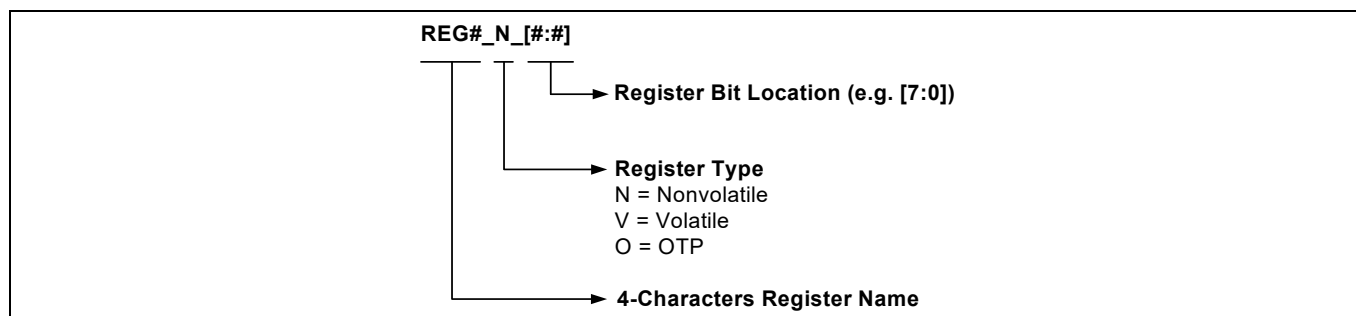 REG#_N_[#:#]
Register Bit Location (e.g. [7:0])
Register Type
N = Nonvolatile
V = Volatile
O = OTP
4-Characters Register Name